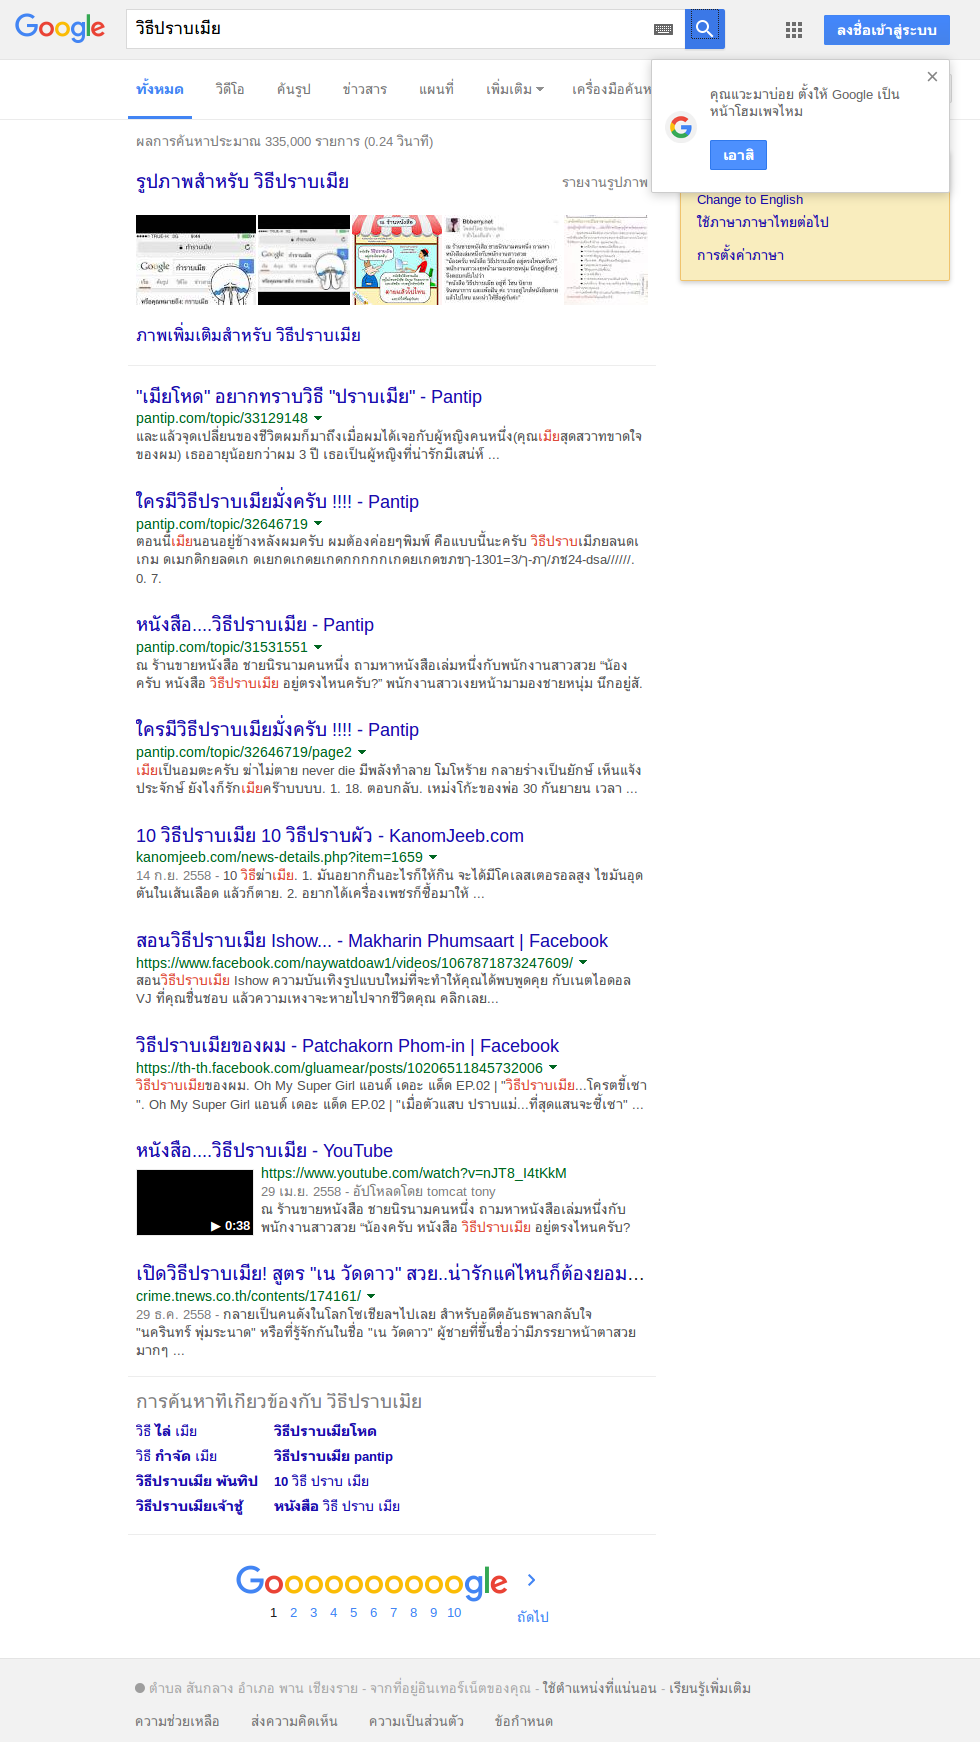 Google
วิธีปราบเมีย
ลงชื่อเข้าสู่ระบบ
ทั้งหมด วิดีโอ ค้นรูป ข่าวสาร แผนที่ เพิ่มเติม เครื่องมือค้นห
คุณแวะมาบ่อย ตั้งให้ Google เป็น
หน้าโฮมเพจไหม
เอาสิ
ผลการค้นหาประมาณ 335,000 รายการ (0.24 วินาที)
รูปภาพสำหรับ วิธีปราบเมีย รายงานรูปภาพ
Change to English
ใช้ภาษาภาษาไทยต่อไป
การตั้งค่าภาษา
ภาพเพิ่มเติมสำหรับ วิธีปราบเมีย
"เมียโหด" อยากทราบวิธี "ปราบเมีย" - Pantip
pantip.com/topic/33129148
และแล้วจุดเปลี่ยนของชีวิตผมก็มาถึงเมื่อผมได้เจอกับผู้หญิงคนหนึ่ง(คุณเมียสุดสวาทขาดใจ
ของผม) เธออายุน้อยกว่าผม 3 ปี เธอเป็นผู้หญิงที่น่ารักมีเสน่ห์ ...
ใครมีวิธีปราบเมียมั่งครับ !!!! - Pantip
pantip.com/topic/32646719
ตอนนี้เมียนอนอยู่ข้างหลังผมครับ ผมต้องค่อยๆพิมพ์ คือแบบนี้นะครับ วิธีปราบเมีภยลนดเ
เกม ดเมกดิกยลดเก ดเยกดเกดยเกดกกกกกเกดยเกดขภขๅ-1301=3/ๅ-ภๅ/ภช24-dsa//////.
0. 7.
หนังสือ....วิธีปราบเมีย - Pantip
pantip.com/topic/31531551
ณ ร้านขายหนังสือ ชายนิรนามคนหนึ่ง ถามหาหนังสือเล่มหนึ่งกับพนักงานสาวสวย “น้อง
ครับ หนังสือ วิธีปราบเมีย อยู่ตรงไหนครับ?” พนักงานสาวเงยหน้ามามองชายหนุ่ม นึกอยู่สั.
ใครมีวิธีปราบเมียมั่งครับ !!!! - Pantip
pantip.com/topic/32646719/page2
เมียเป็นอมตะครับ ฆ่าไม่ตาย never die มีพลังทำลาย โมโหร้าย กลายร่างเป็นยักษ์ เห็นแจ้ง
ประจักษ์ ยังไงก็รักเมียคร๊าบบบบ. 1. 18. ตอบกลับ. เหม่งโก้ะของพ่อ 30 กันยายน เวลา ...
10 วิธีปราบเมีย 10 วิธีปราบผัว - KanomJeeb.com
kanomjeeb.com/news-details.php?item=1659
14 ก.ย. 2558 - 10 วิธีฆ่าเมีย. 1. มันอยากกินอะไรก็ให้กิน จะได้มีโคเลสเตอรอลสูง ไขมันอุด
ตันในเส้นเลือด แล้วก็ตาย. 2. อยากได้เครื่องเพชรก็ซื้อมาให้ ...
สอนวิธีปราบเมีย Ishow... - Makharin Phumsaart | Facebook
https://www.facebook.com/naywatdoaw1/videos/1067871873247609/
สอนวิธีปราบเมีย Ishow ความบันเทิงรูปแบบใหม่ที่จะทำให้คุณได้พบพูดคุย กับเนตไอดอล
VJ ที่คุณชื่นชอบ แล้วความเหงาจะหายไปจากชีวิตคุณ คลิกเลย...
วิธีปราบเมียของผม - Patchakorn Phom-in | Facebook
https://th-th.facebook.com/gluamear/posts/10206511845732006
วิธีปราบเมียของผม. Oh My Super Girl แอนด์ เดอะ แด็ด EP.02 | "วิธีปราบเมีย...โครตขี้เซา
". Oh My Super Girl แอนด์ เดอะ แด็ด EP.02 | "เมื่อตัวแสบ ปราบแม่...ที่สุดแสนจะขี้เซา" ...
หนังสือ....วิธีปราบเมีย - YouTube
https://www.youtube.com/watch?v=nJT8_I4tKkM
29 เม.ย. 2558 - อัปโหลดโดย tomcat tony
ณ ร้านขายหนังสือ ชายนิรนามคนหนึ่ง ถามหาหนังสือเล่มหนึ่งกับ
พนักงานสาวสวย “น้องครับ หนังสือ วิธีปราบเมีย อยู่ตรงไหนครับ?
▶ 0:38
เปิดวิธีปราบเมีย! สูตร "เน วัดดาว" สวย..น่ารักแค่ไหนก็ต้องยอม...
crime.tnews.co.th/contents/174161/
29 ธ.ค. 2558 - กลายเป็นคนดังในโลกโซเชียลฯไปเลย สำหรับอดีตอันธพาลกลับใจ
"นครินทร์ พุ่มระนาด" หรือที่รู้จักกันในชื่อ "เน วัดดาว" ผู้ชายที่ขึ้นชื่อว่ามีภรรยาหน้าตาสวย
มากๆ ...
การค้นหาที่เกี่ยวข้องกับ วิธีปราบเมีย
วิธี ไล่ เมีย วิธีปราบเมียโหด
วิธี กำจัด เมีย วิธีปราบเมีย pantip
วิธีปราบเมีย พันทิป 10 วิธี ปราบ เมีย
วิธีปราบเมียเจ้าชู้ หนังสือ วิธี ปราบ เมีย
Goooooooooogle
1 2 3 4 5 6 7 8 9 10 ถัดไป
ตำบล สันกลาง อำเภอ พาน เชียงราย - จากที่อยู่อินเทอร์เน็ตของคุณ - ใช้ตำแหน่งที่แน่นอน - เรียนรู้เพิ่มเติม
ความช่วยเหลือ ส่งความคิดเห็น ความเป็นส่วนตัว ข้อกำหนด